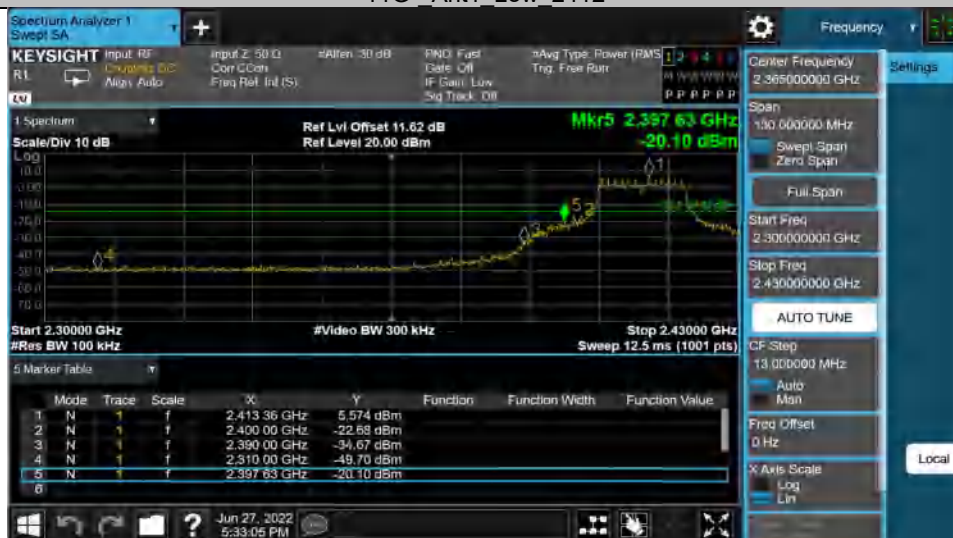 Spectrum Analyzer 1
Swept SA
+
Frequency
KEYSIGHT
Input: RF
Input Z: 50 Ω
#Atten: 30 dB
PNO: Fast
#Avg Type: Power (RMS
RL
Coupling: DC
Corr CCorr
Gate: Off
Trig: Free Run
Align: Auto
Freq Ref: Int (S)
IF Gain: Low
Sig Track: Off
P P P P P P
Center Frequency
2.365000000 GHz
Settings
1 Spectrum
Scale/Div 10 dB
Ref Lvl Offset 11.62 dB
Ref Level 20.00 dBm
Mkr5 2.397 63 GHz
-20.10 dBm
Span
130.000000 MHz
Swept Span
Zero Span
Full Span
Log
Start Freq
2.300000000 GHz
Stop Freq
2.430000000 GHz
AUTO TUNE
Start 2.30000 GHz
#Video BW 300 kHz
Stop 2.43000 GHz
#Res BW 100 kHz
Sweep 12.5 ms (1001 pts)
CF Step
13.000000 MHz
Auto
Man
5 Marker Table
Mode Trace Scale X Y Function Function Width Function Value
1 N 1 f 2.413 36 GHz 5.574 dBm
2 N 1 f 2.400 00 GHz -22.68 dBm
3 N 1 f 2.390 00 GHz -34.67 dBm
4 N 1 f 2.310 00 GHz -49.70 dBm
5 N 1 f 2.397 63 GHz -20.10 dBm
6
Freq Offset
0 Hz
Local
X Axis Scale
Log
Lin
?
Jun 27, 2022
5:33:05 PM